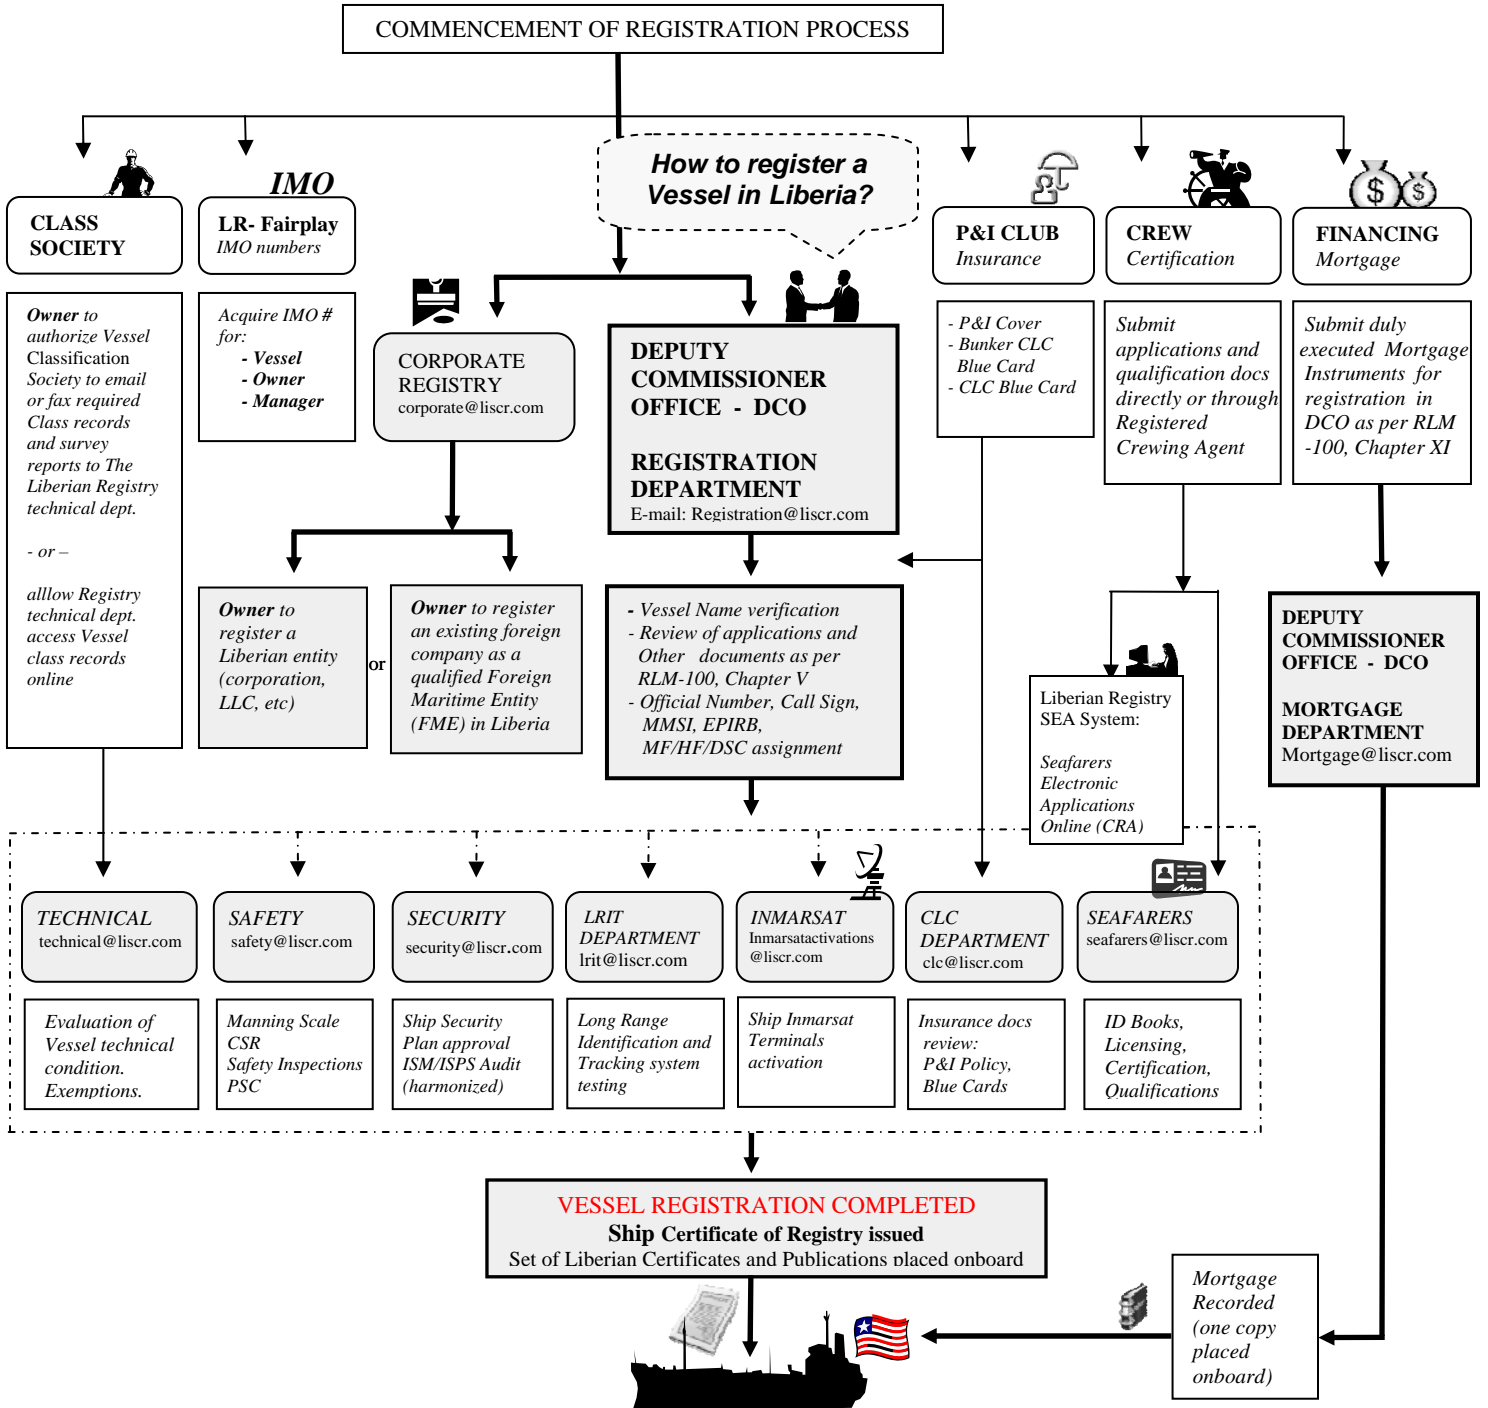 COMMENCEMENT OF REGISTRATION PROCESS
How to register a
Vessel in Liberia?
CLASS
SOCIETY
IMO
LR- Fairplay
IMO numbers
P&I CLUB
Insurance
CREW
Certification
FINANCING
Mortgage
Owner to
authorize Vessel
Classification
Society to email
or fax required
Class records
and survey
reports to The
Liberian Registry
technical dept.
- or –
alllow Registry
technical dept.
access Vessel
class records
online
Acquire IMO #
for:
- Vessel
- Owner
- Manager
CORPORATE
REGISTRY
corporate@liscr.com
DEPUTY
COMMISSIONER
OFFICE - DCO
REGISTRATION
DEPARTMENT
E-mail: Registration@liscr.com
- P&I Cover
- Bunker CLC
Blue Card
- CLC Blue Card
Submit
applications and
qualification docs
directly or through
Registered
Crewing Agent
Submit duly
executed Mortgage
Instruments for
registration in
DCO as per RLM
-100, Chapter XI
Owner to
register a
Liberian entity
(corporation,
LLC, etc)
or
Owner to register
an existing foreign
company as a
qualified Foreign
Maritime Entity
(FME) in Liberia
- Vessel Name verification
- Review of applications and
Other documents as per
RLM-100, Chapter V
- Official Number, Call Sign,
MMSI, EPIRB,
MF/HF/DSC assignment
Liberian Registry
SEA System:
Seafarers
Electronic
Applications
Online (CRA)
DEPUTY
COMMISSIONER
OFFICE - DCO
MORTGAGE
DEPARTMENT
Mortgage@liscr.com
TECHNICAL
technical@liscr.com
SAFETY
safety@liscr.com
SECURITY
security@liscr.com
LRIT
DEPARTMENT
lrit@liscr.com
INMARSAT
Inmarsatactivations
@liscr.com
CLC
DEPARTMENT
clc@liscr.com
SEAFARERS
seafarers@liscr.com
Evaluation of
Vessel technical
condition.
Exemptions.
Manning Scale
CSR
Safety Inspections
PSC
Ship Security
Plan approval
ISM/ISPS Audit
(harmonized)
Long Range
Identification and
Tracking system
testing
Ship Inmarsat
Terminals
activation
Insurance docs
review:
P&I Policy,
Blue Cards
ID Books,
Licensing,
Certification,
Qualifications
VESSEL REGISTRATION COMPLETED
Ship Certificate of Registry issued
Set of Liberian Certificates and Publications placed onboard
Mortgage
Recorded
(one copy
placed
onboard)